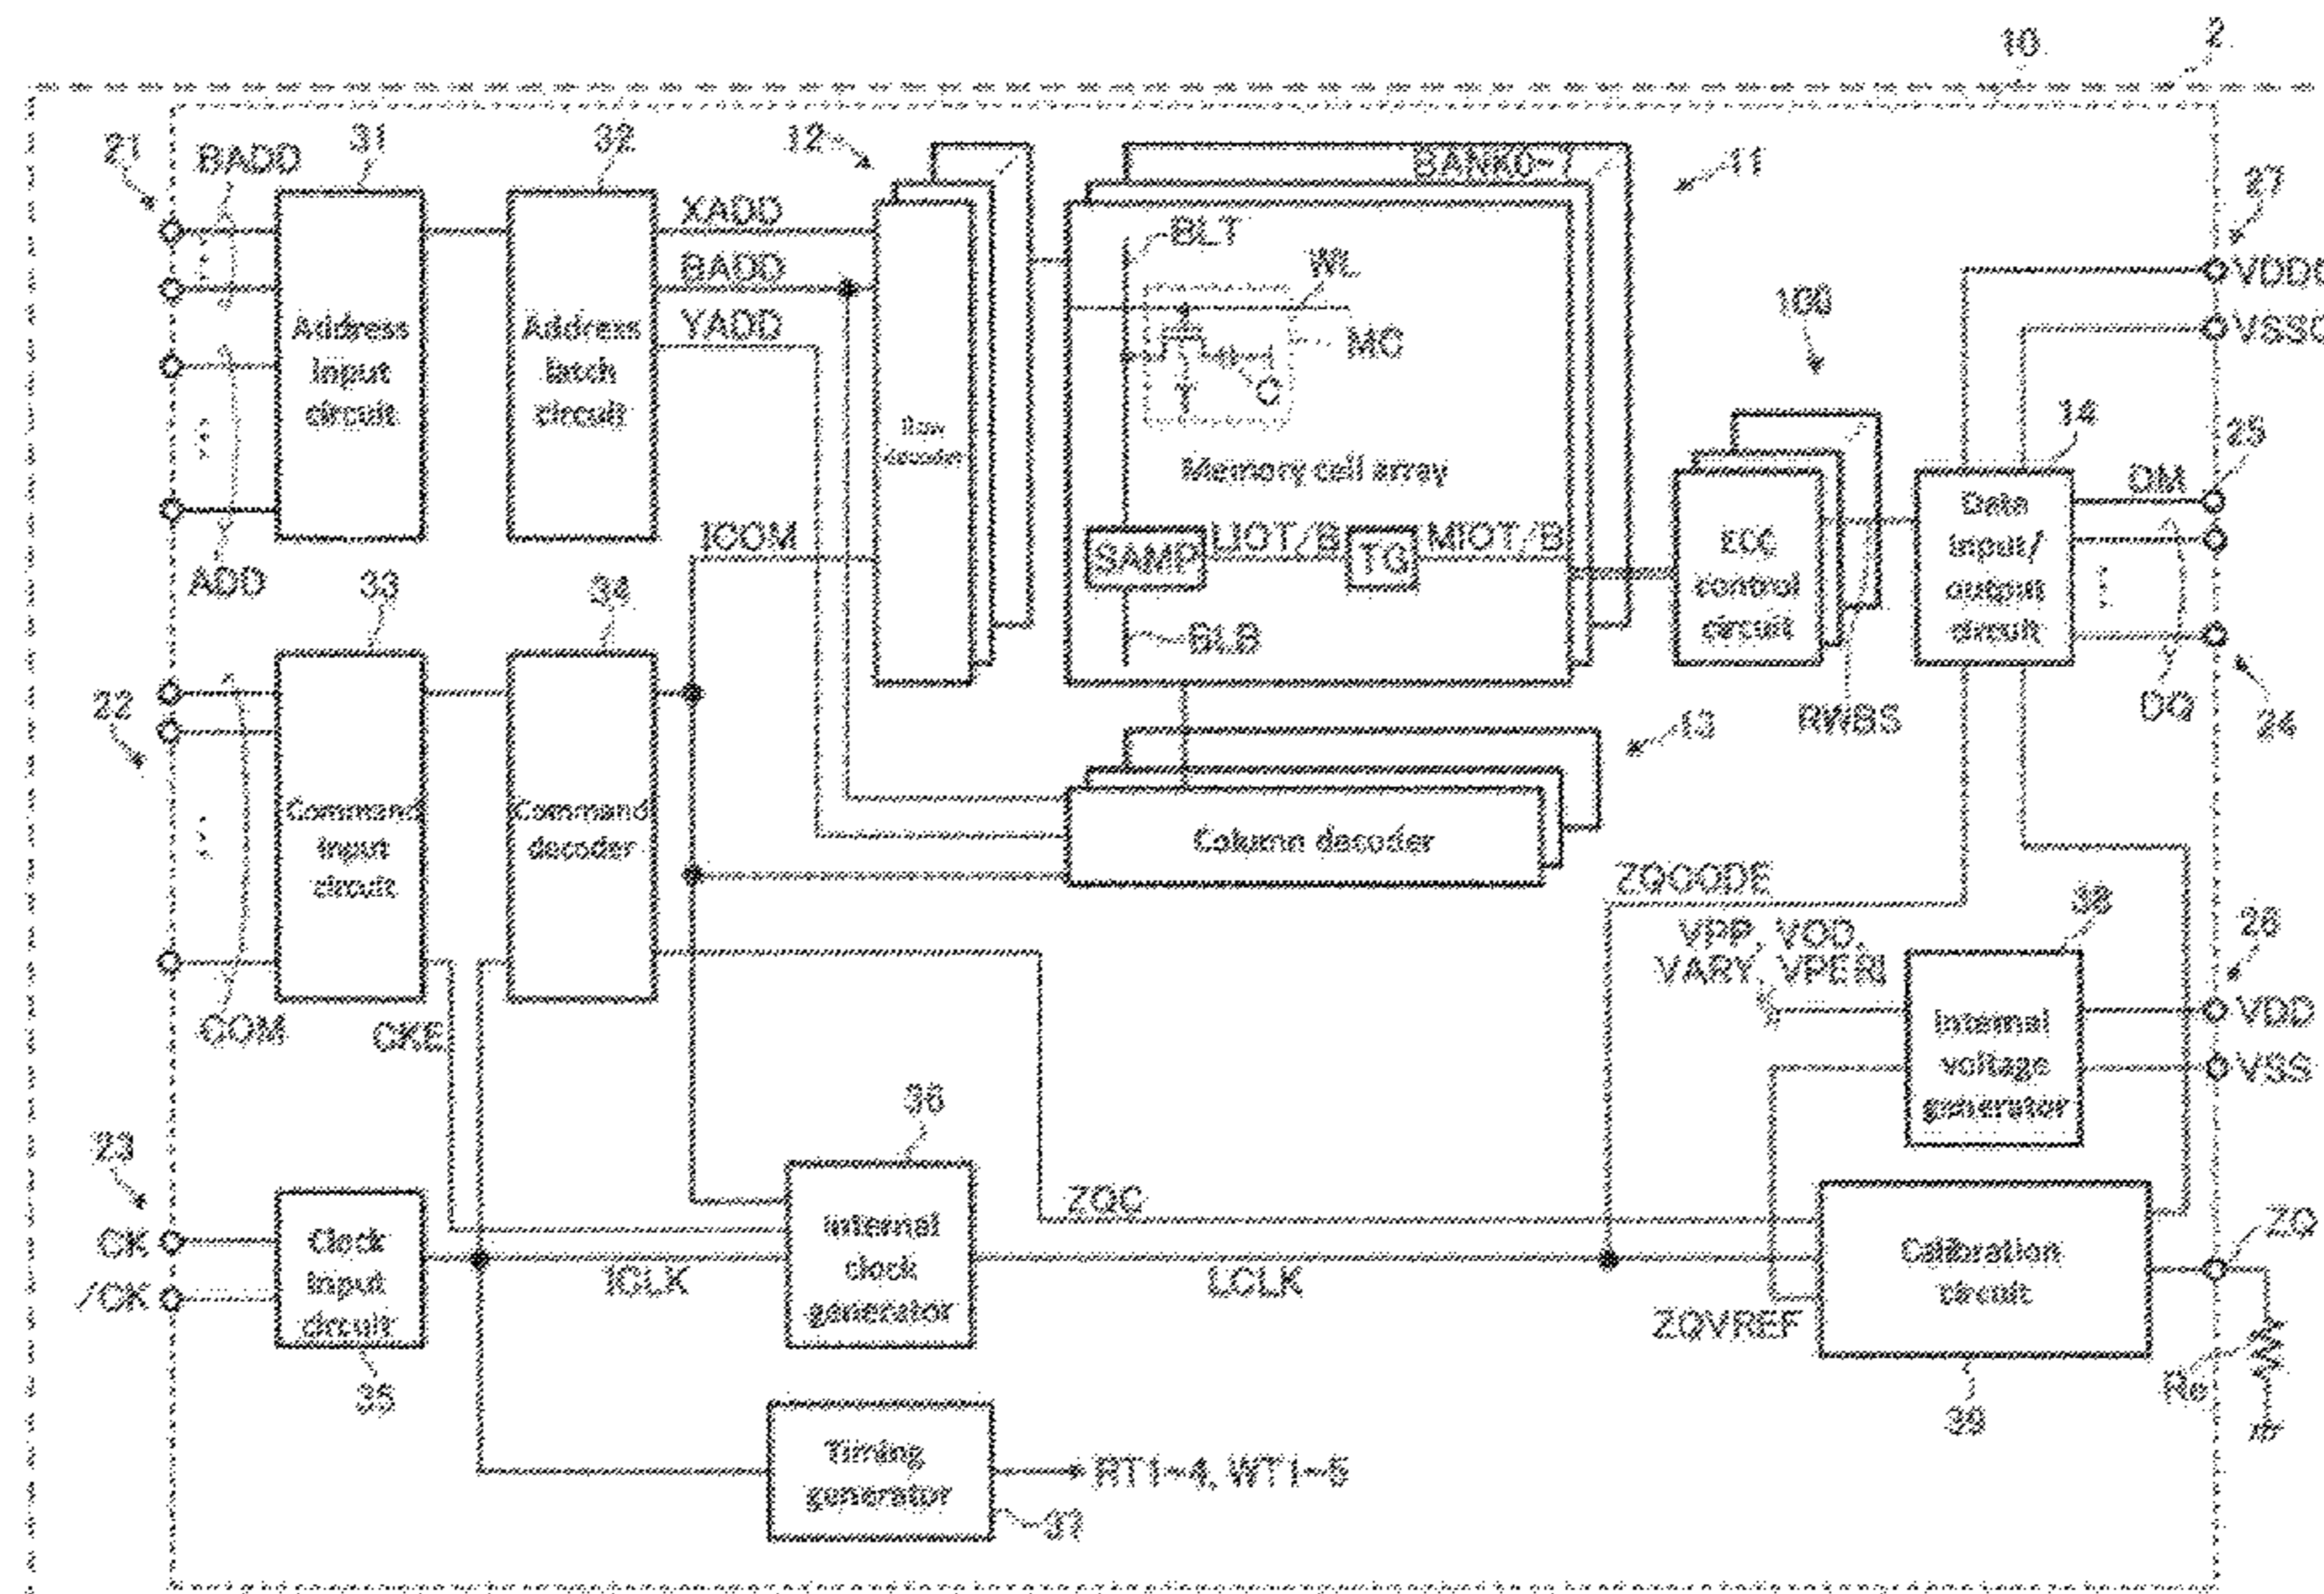 10
2
21
BADD
31
32
12
BANK0~7
11
27
XADD
BADD
YADD
BLT
WL
MC
C
VSS
100
14
25
Address
input
circuit
Address
latch
circuit
Row
decoder
Memory cell array
ICOM
SAMP
LIOT/B
TG
MIOT/B
ECC
control
circuit
Data
input/
output
circuit
DM
ADD
33
34
BLB
RWBS
DQ
24
22
13
Command
input
circuit
Command
decoder
Column decoder
ZQCODE
38
26
VPP, VOD,
VARY, VPERI
COM
CKE
Internal
voltage
generator
VDD
VSS
36
23
CK
/CK
Clock
input
circuit
35
ICLK
Internal
clock
generator
ZQC
LCLK
ZQVREF
Calibration
circuit
39
ZQ
Re
Timing
generator
37
RT1~4, WT1~5